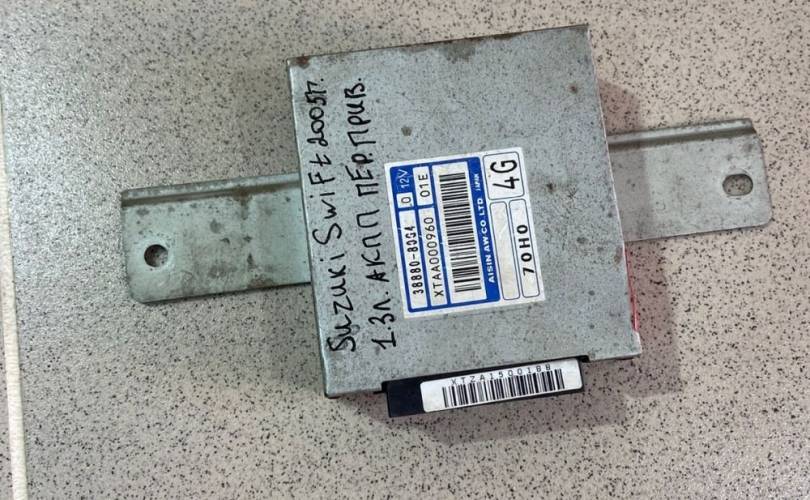 Suzuki Swift 2005г.
1.3л. АКПП ПЕР.ПРИВ.
38880-80G4 0 12V
XTAA000960 01E
AISIN AW CO. LTD JAPAN
4G
70H0
XTZA1500188